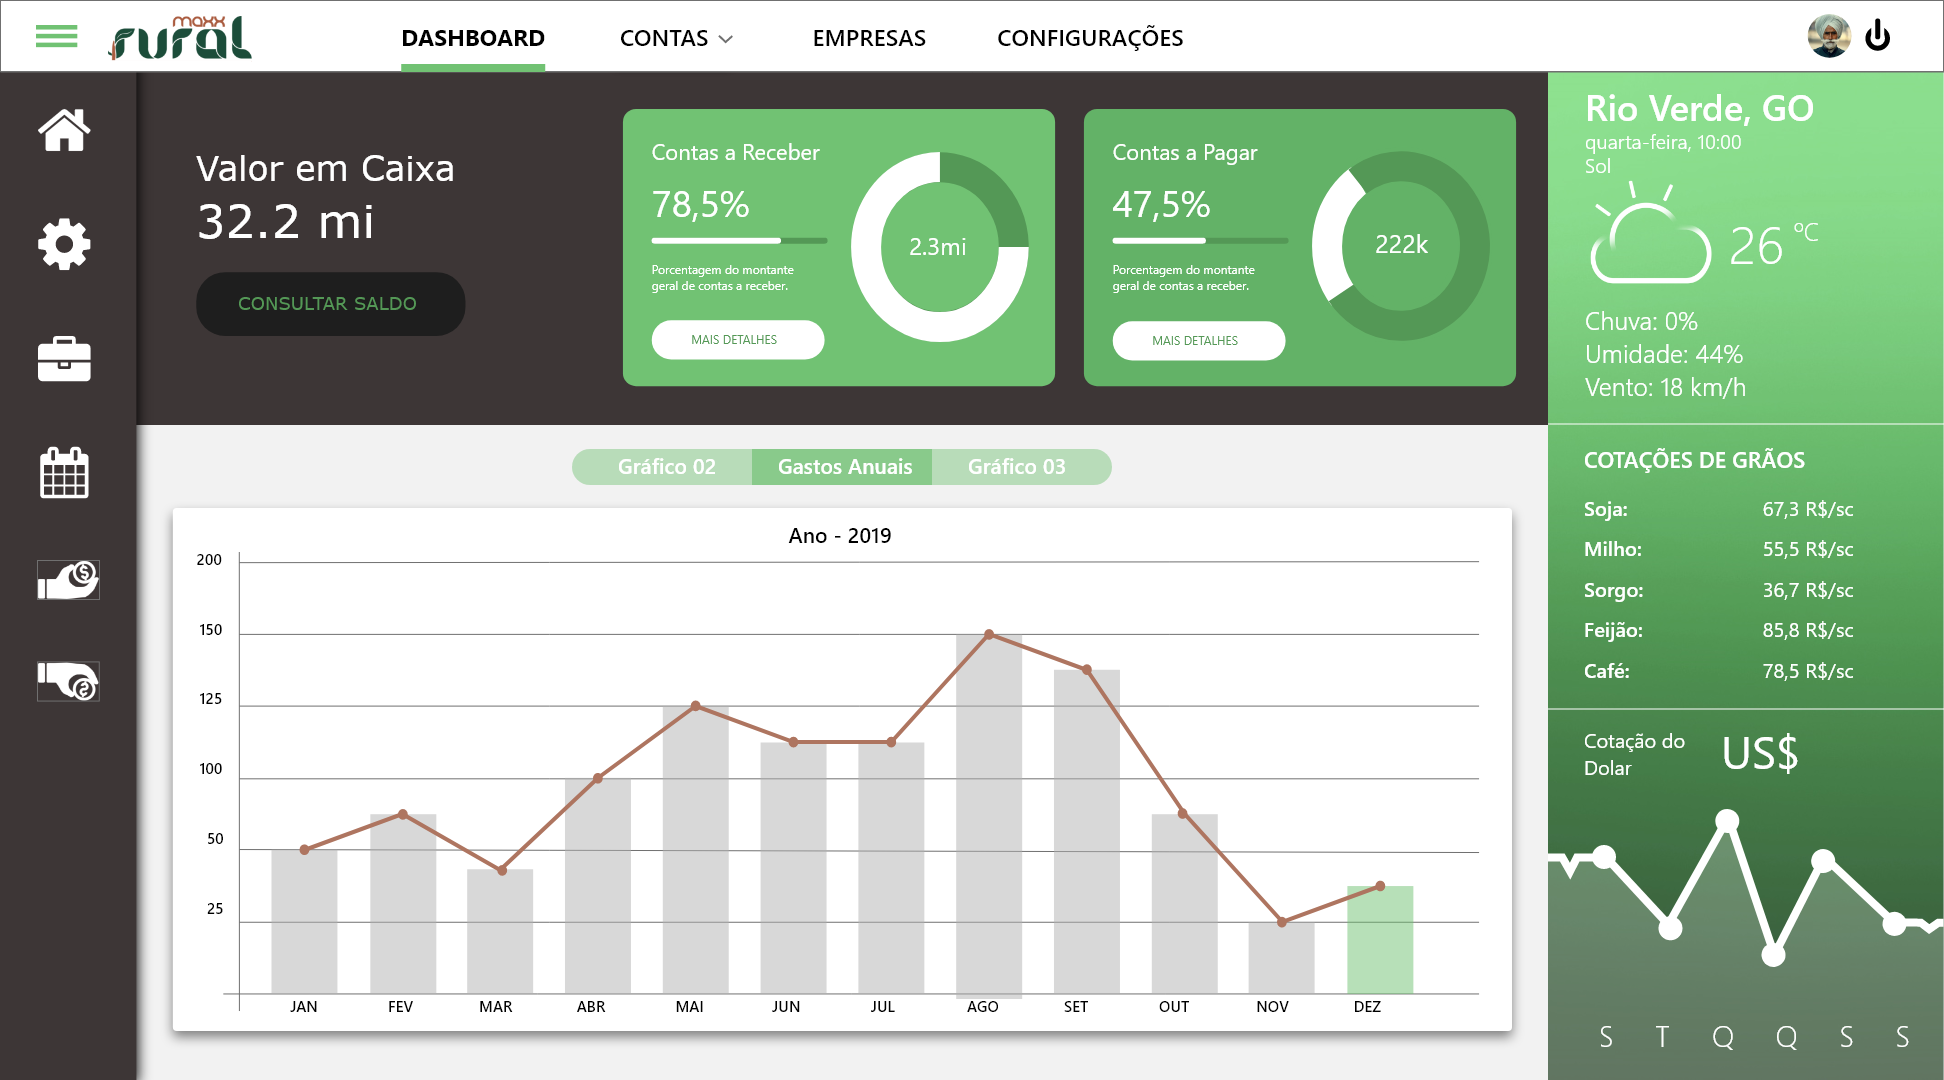 maxx
rural
DASHBOARD
CONTAS
EMPRESAS
CONFIGURAÇÕES
Valor em Caixa
32.2 mi
CONSULTAR SALDO
Contas a Receber
78,5%
Porcentagem do montante
geral de contas a receber.
MAIS DETALHES
2.3mi
Contas a Pagar
47,5%
Porcentagem do montante
geral de contas a receber.
MAIS DETALHES
222k
Rio Verde, GO
quarta-feira, 10:00
Sol
26 ºC
Chuva: 0%
Umidade: 44%
Vento: 18 km/h
Gráfico 02
Gastos Anuais
Gráfico 03
Ano - 2019
200
150
125
100
50
25
JAN FEV MAR ABR MAI JUN JUL AGO SET OUT NOV DEZ
COTAÇÕES DE GRÃOS
Soja: 67,3 R$/sc
Milho: 55,5 R$/sc
Sorgo: 36,7 R$/sc
Feijão: 85,8 R$/sc
Café: 78,5 R$/sc
Cotação do
Dolar
US$
S T Q Q S S